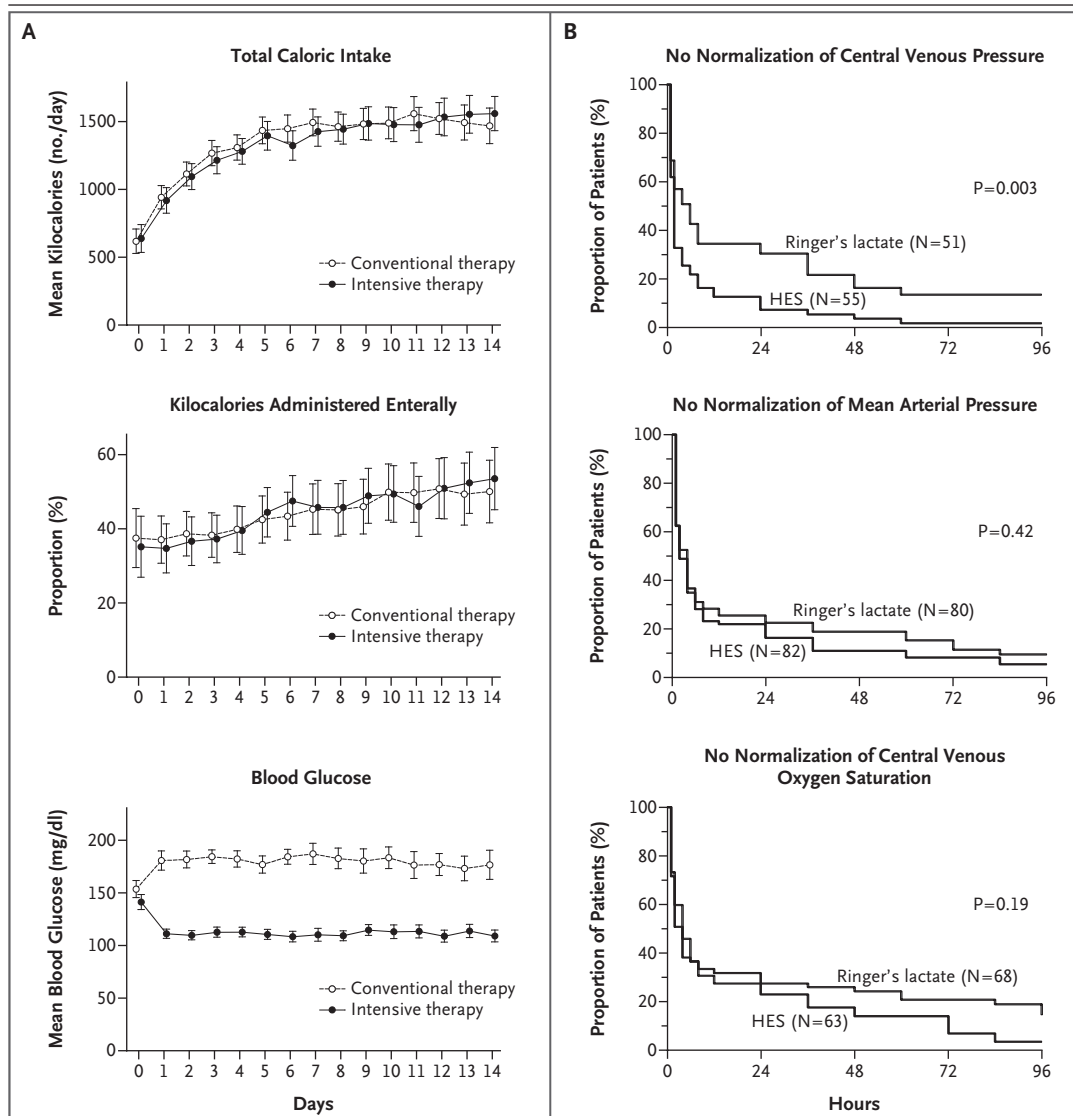 A
Total Caloric Intake
Mean Kilocalories (no./day)
1500
1000
500
0
Conventional therapy
Intensive therapy
0 1 2 3 4 5 6 7 8 9 10 11 12 13 14
Kilocalories Administered Enterally
Proportion (%)
60
40
20
0
Conventional therapy
Intensive therapy
0 1 2 3 4 5 6 7 8 9 10 11 12 13 14
Blood Glucose
Mean Blood Glucose (mg/dl)
200
150
100
50
0
Conventional therapy
Intensive therapy
0 1 2 3 4 5 6 7 8 9 10 11 12 13 14
Days
B
No Normalization of Central Venous Pressure
Proportion of Patients (%)
100
80
60
40
20
0
P=0.003
Ringer's lactate (N=51)
HES (N=55)
0 24 48 72 96
No Normalization of Mean Arterial Pressure
Proportion of Patients (%)
100
80
60
40
20
0
P=0.42
Ringer's lactate (N=80)
HES (N=82)
0 24 48 72 96
No Normalization of Central Venous
Oxygen Saturation
Proportion of Patients (%)
100
80
60
40
20
0
P=0.19
Ringer's lactate (N=68)
HES (N=63)
0 24 48 72 96
Hours